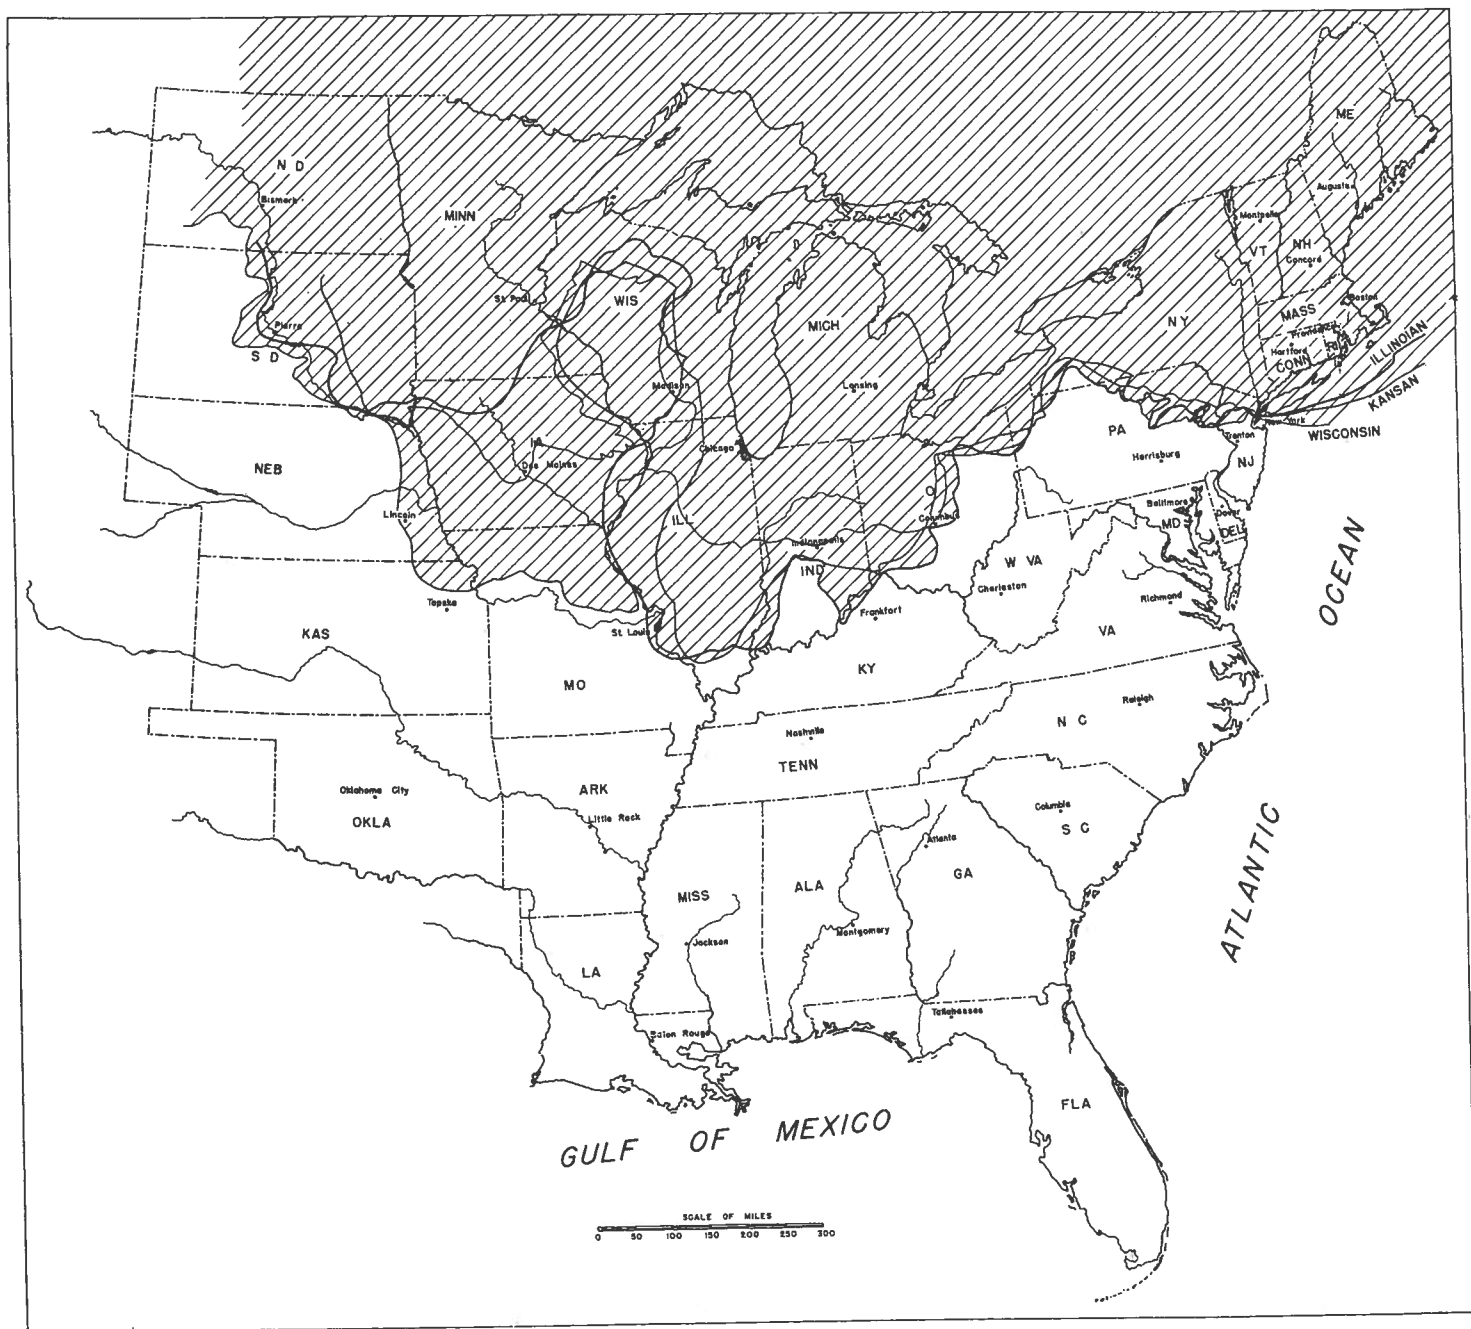 ME
N D
Bismark
MINN
Augusta
Montpelier
VT
NH
Concord
WIS
St Paul
MICH
NY
MASS
Boston
Pierre
Providence
Hartford
RI
CONN
ILLINOIAN
S D
Madison
Lansing
KANSAN
New York
WISCONSIN
PA
Trenton
IA
Chicago
Harrisburg
NJ
NEB
Des Moines
O
Baltimore
Lincoln
ILL
Columbus
MD
Dover
DEL
Indianapolis
IND
W VA
Charleston
Topeka
Frankfort
Richmond
OCEAN
KAS
St Louis
VA
KY
MO
Raleigh
N C
Nashville
TENN
Oklahoma City
ARK
Little Rock
Columbia
OKLA
S C
Atlanta
GA
ATLANTIC
MISS
ALA
Montgomery
Jackson
LA
Tallahassee
Baton Rouge
FLA
GULF OF MEXICO
SCALE OF MILES
0 50 100 150 200 250 300